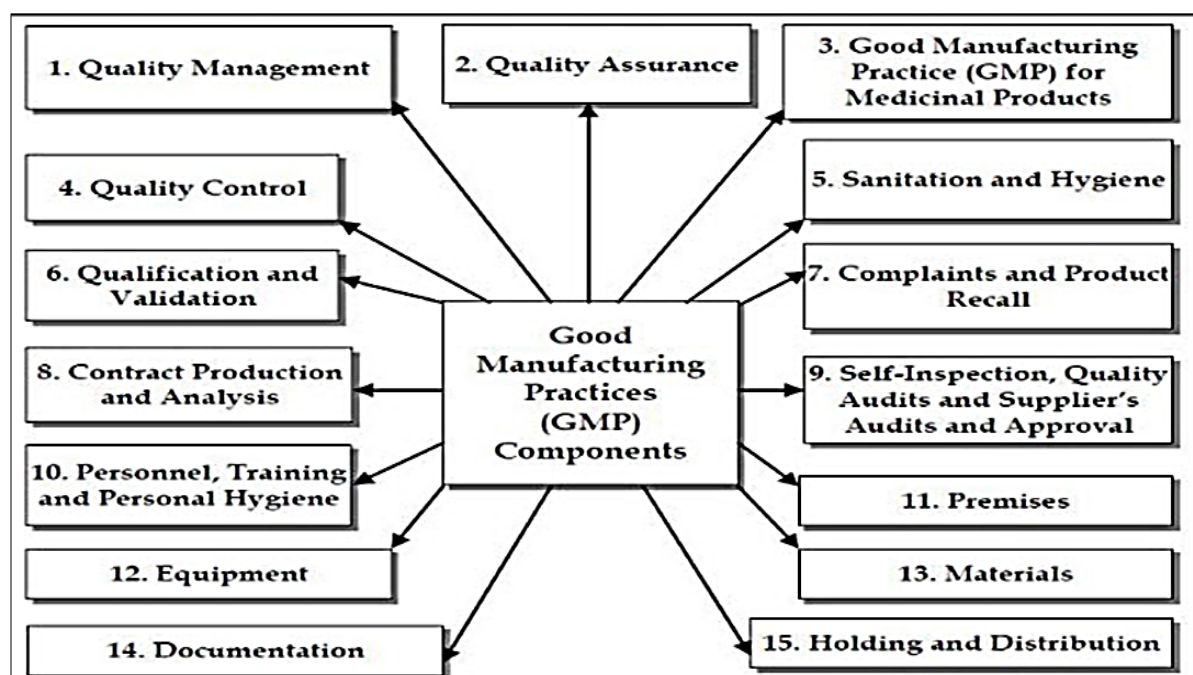 1. Quality Management
2. Quality Assurance
3. Good Manufacturing
Practice (GMP) for
Medicinal Products
4. Quality Control
5. Sanitation and Hygiene
6. Qualification and
Validation
7. Complaints and Product
Recall
Good
Manufacturing
Practices
(GMP)
Components
8. Contract Production
and Analysis
9. Self-Inspection, Quality
Audits and Supplier's
Audits and Approval
10. Personnel, Training
and Personal Hygiene
11. Premises
12. Equipment
13. Materials
14. Documentation
15. Holding and Distribution